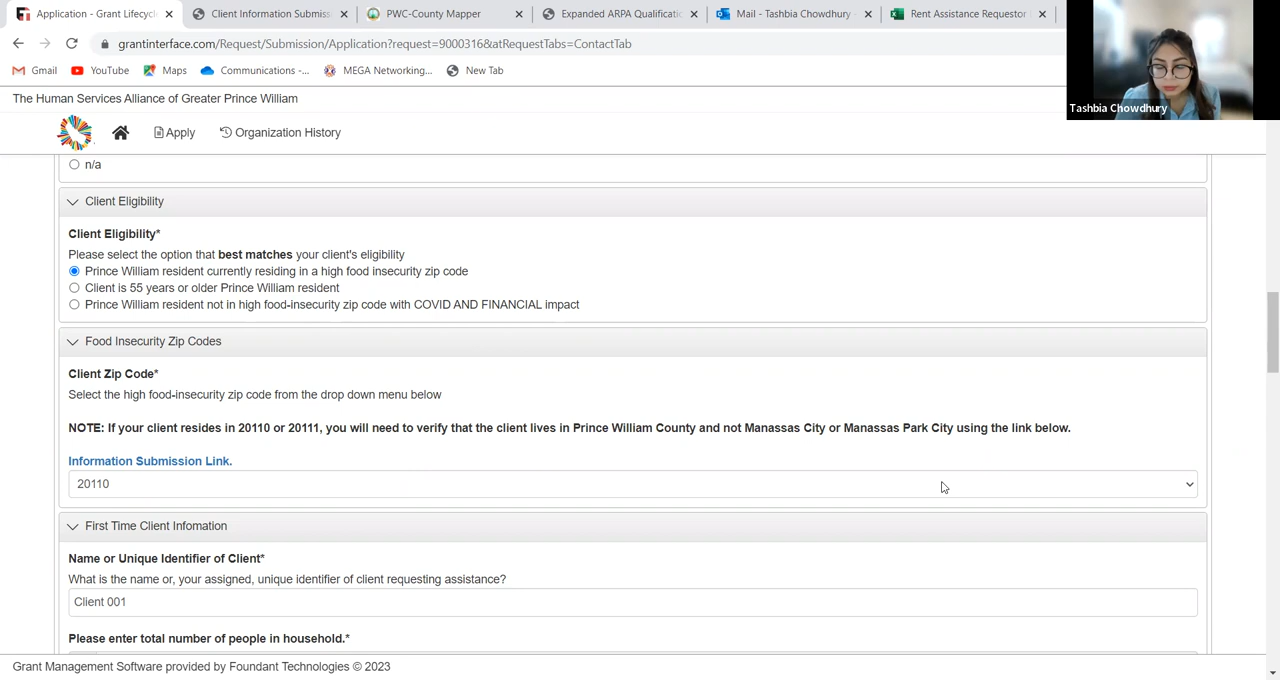 Application - Grant Lifecycl
Client Information Submiss
PWC-County Mapper
Expanded ARPA Qualificatio
Mail - Tashbia Chowdhury
Rent Assistance Requestor
grantinterface.com/Request/Submission/Application?request=9000316&atRequestTabs=ContactTab
Gmail
YouTube
Maps
Communications -...
MEGA Networking...
New Tab
Tashbia Chowdhury
The Human Services Alliance of Greater Prince William
Apply
Organization History
n/a
Client Eligibility
Client Eligibility*
Please select the option that best matches your client's eligibility
Prince William resident currently residing in a high food insecurity zip code
Client is 55 years or older Prince William resident
Prince William resident not in high food-insecurity zip code with COVID AND FINANCIAL impact
Food Insecurity Zip Codes
Client Zip Code*
Select the high food-insecurity zip code from the drop down menu below
NOTE: If your client resides in 20110 or 20111, you will need to verify that the client lives in Prince William County and not Manassas City or Manassas Park City using the link below.
Information Submission Link.
20110
First Time Client Infomation
Name or Unique Identifier of Client*
What is the name or, your assigned, unique identifier of client requesting assistance?
Client 001
Please enter total number of people in household.*
Grant Management Software provided by Foundant Technologies © 2023